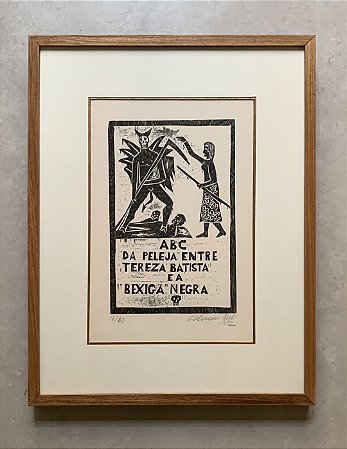 ABC
DA PELEJA ENTRE
"TEREZA BATISTA"
E A
"BEXIGA" NEGRA